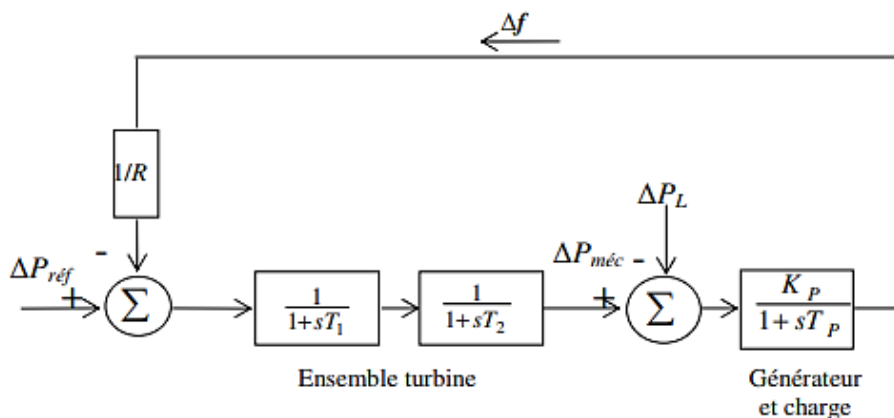 Δf
1/R
ΔP_L
-
ΔP_réf
+
Σ
1
1+sT_1
1
1+sT_2
ΔP_méc
-
+
Σ
K_P
1+sT_P
Ensemble turbine
Générateur
et charge